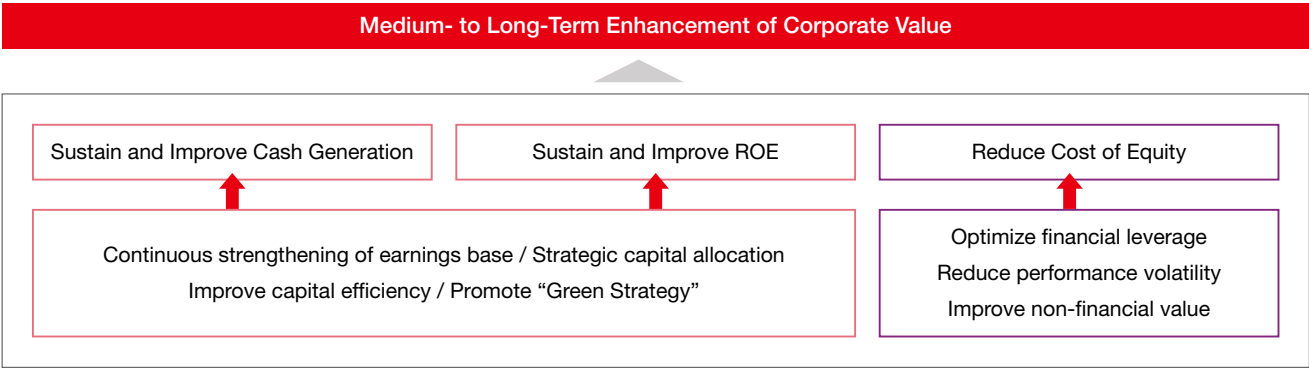 Medium- to Long-Term Enhancement of Corporate Value
Sustain and Improve Cash Generation
Sustain and Improve ROE
Reduce Cost of Equity
Continuous strengthening of earnings base / Strategic capital allocation
Improve capital efficiency / Promote “Green Strategy”
Optimize financial leverage
Reduce performance volatility
Improve non-financial value